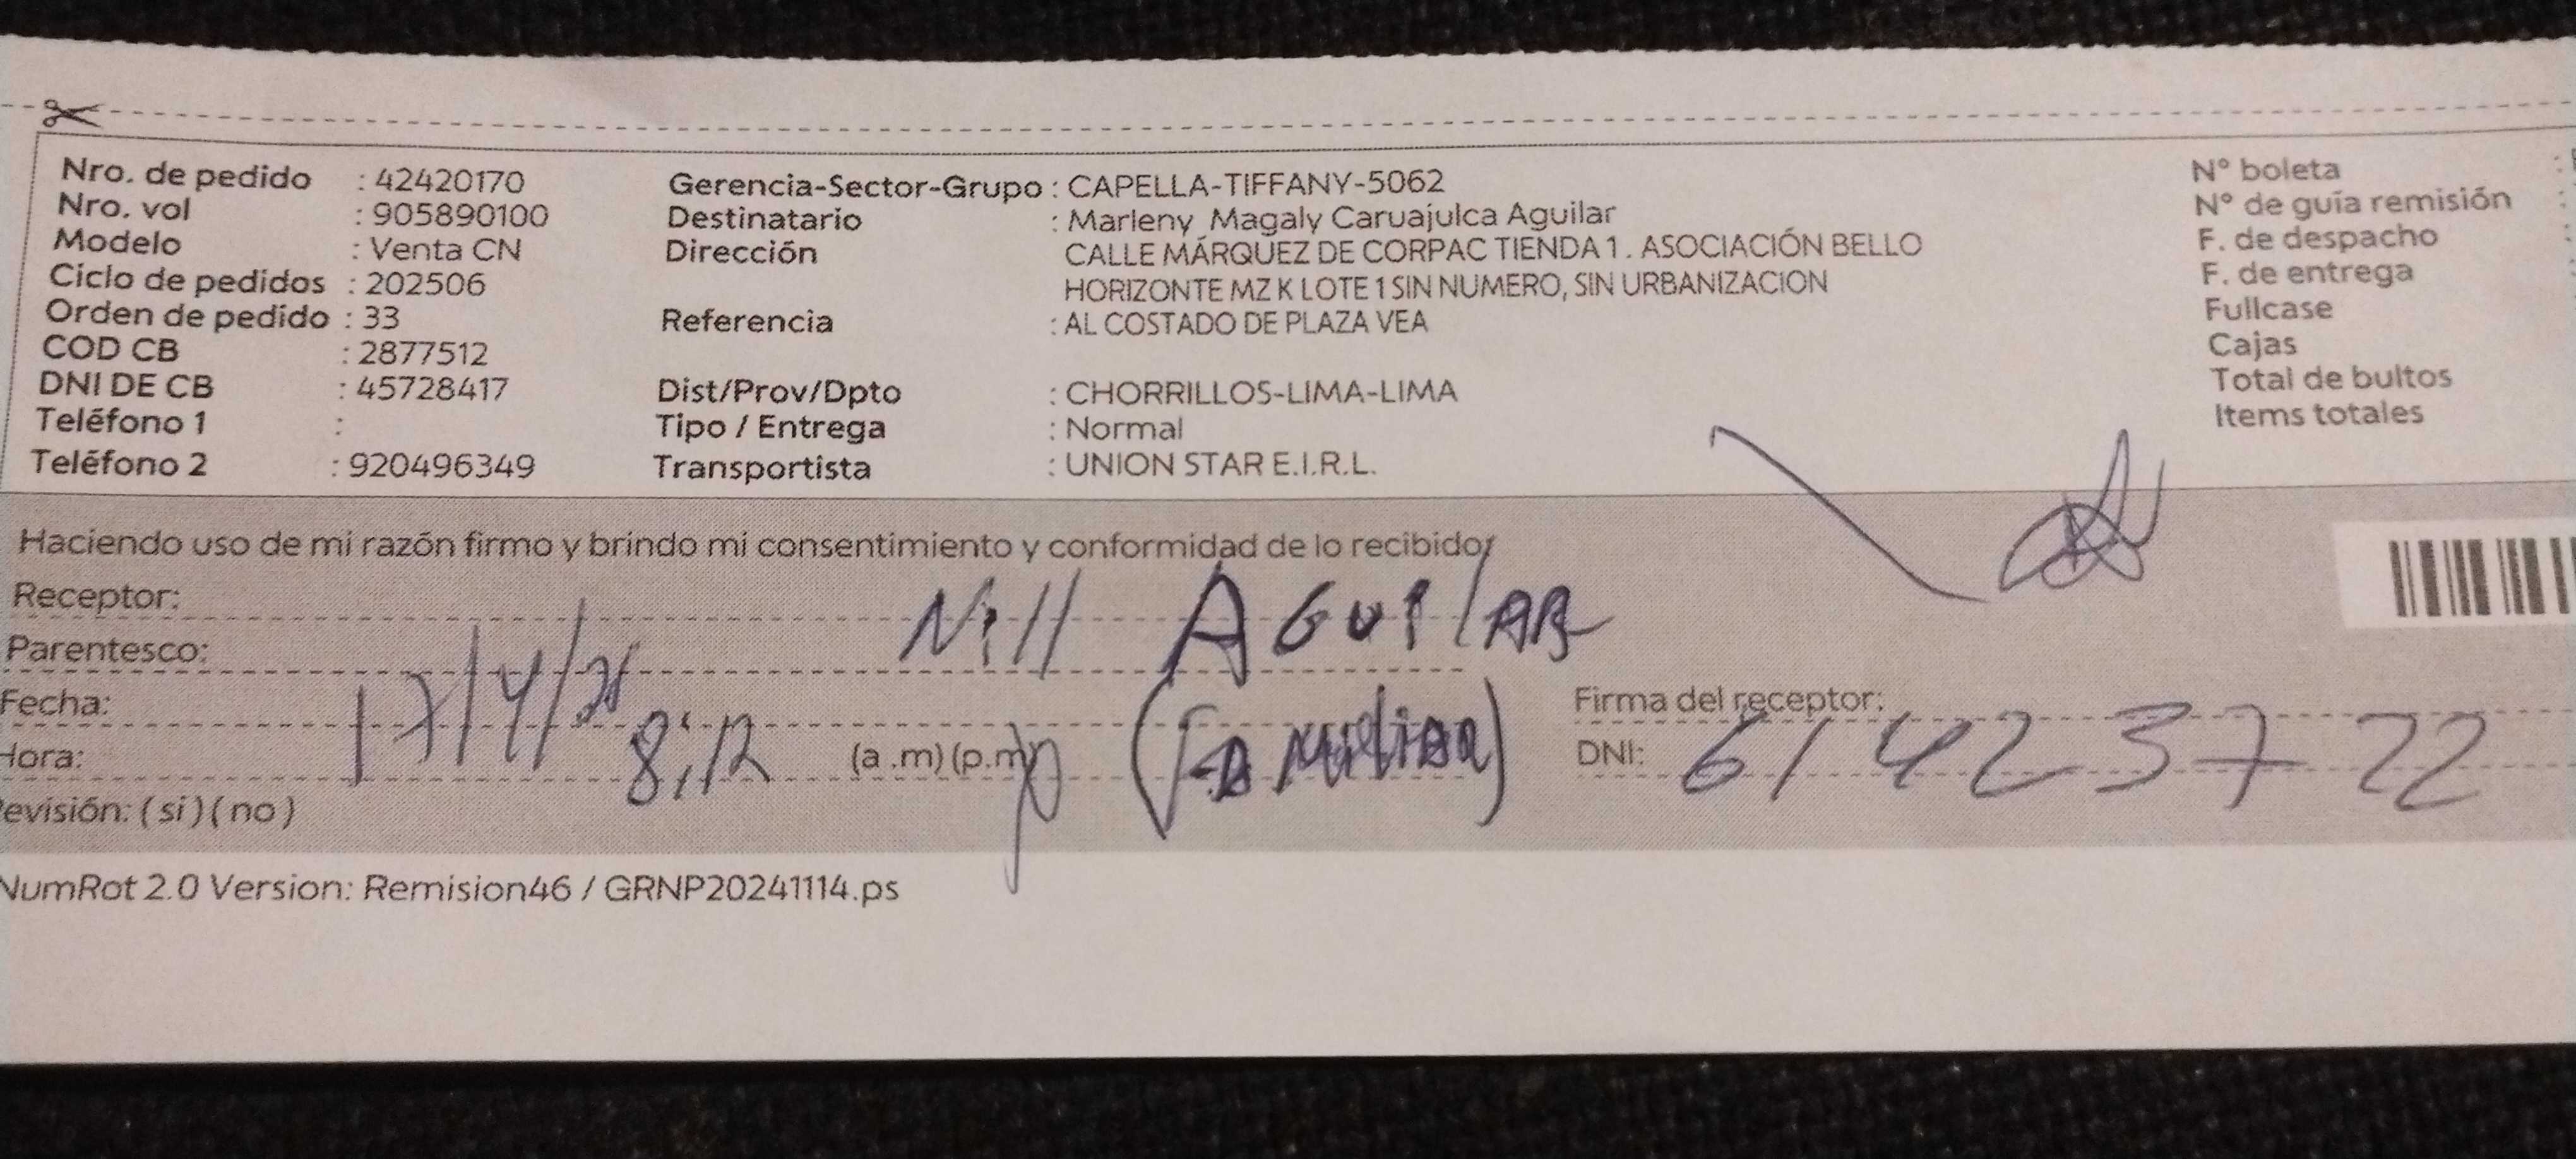 Nro. de pedido : 42420170
Nro. vol : 905890100
Modelo : Venta CN
Ciclo de pedidos : 202506
Orden de pedido : 33
COD CB : 2877512
DNI DE CB : 45728417
Teléfono 1 :
Teléfono 2 : 920496349
Gerencia-Sector-Grupo : CAPELLA-TIFFANY-5062
Destinatario : Marleny Magaly Caruajulca Aguilar
Dirección CALLE MÁRQUEZ DE CORPAC TIENDA 1 . ASOCIACIÓN BELLO
HORIZONTE MZ K LOTE 1 SIN NUMERO, SIN URBANIZACION
Referencia : AL COSTADO DE PLAZA VEA
Dist/Prov/Dpto : CHORRILLOS-LIMA-LIMA
Tipo / Entrega : Normal
Transportista : UNION STAR E.I.R.L.
N° boleta :
N° de guía remisión :
F. de despacho :
F. de entrega
Fullcase
Cajas
Total de bultos
Items totales
Haciendo uso de mi razón firmo y brindo mi consentimiento y conformidad de lo recibido
Receptor: Nill AGUilAR
Parentesco: (Familiar)
Fecha: 17/4/
Hora: 8:12 (a .m) (p.m)
evisión: ( si ) ( no )
Firma del receptor:
DNI: 61423722
NumRot 2.0 Version: Remision46 / GRNP20241114.ps